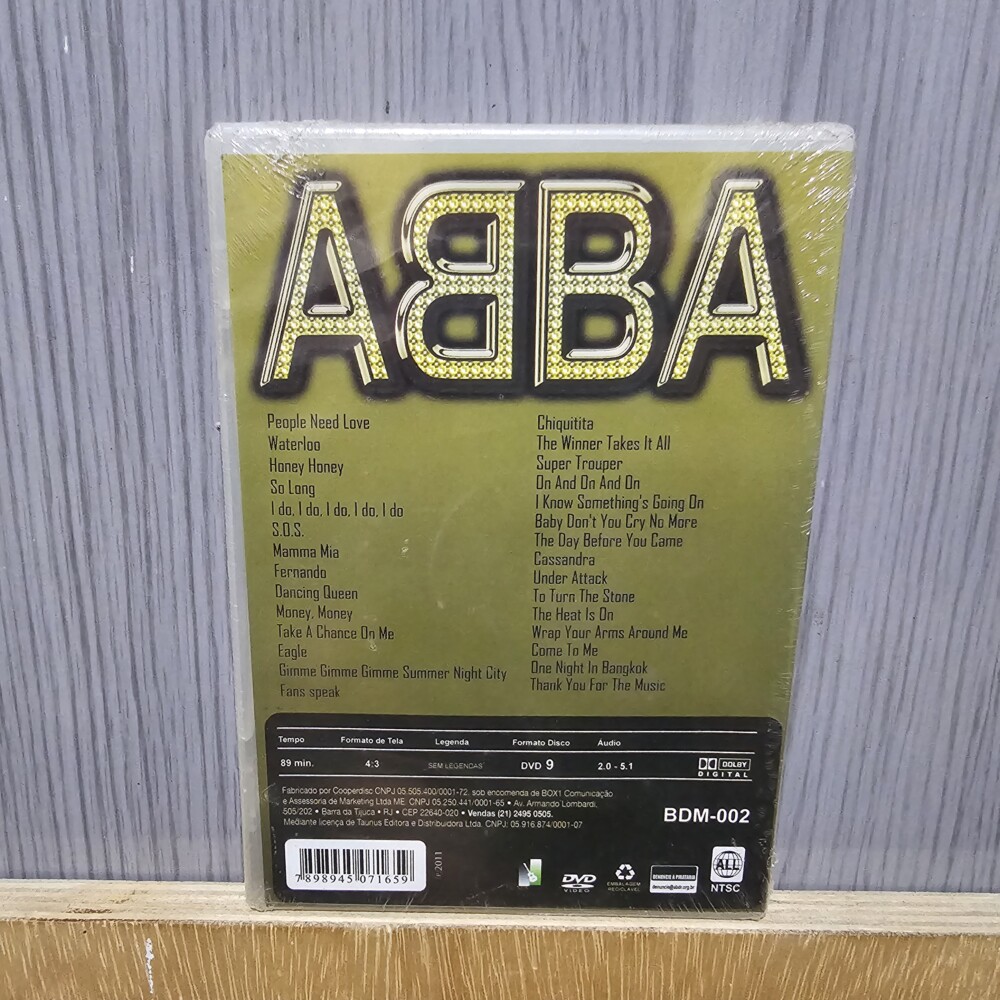 ABBA
People Need Love
Waterloo
Honey Honey
So Long
I do, I do, I do, I do, I do
S.O.S.
Mamma Mia
Fernando
Dancing Queen
Money, Money
Take A Chance On Me
Eagle
Gimme Gimme Gimme Summer Night City
Fans speak
Chiquitita
The Winner Takes It All
Super Trouper
On And On And On
I Know Something's Going On
Baby Don't You Cry No More
The Day Before You Came
Cassandra
Under Attack
To Turn The Stone
The Heat Is On
Wrap Your Arms Around Me
Come To Me
One Night In Bangkok
Thank You For The Music
Tempo Formato de Tela Legenda Formato Disco Áudio
89 min. 4:3 SEM LEGENDAS DVD 9 2.0 - 5.1
DOLBY
DIGITAL
Fabricado por Cooperdisc CNPJ 05.505.400/0001-72, sob encomenda de BOX1 Comunicação
e Assessoria de Marketing Ltda ME. CNPJ 05.250.441/0001-65 • Av. Armando Lombardi,
505/202 • Barra da Tijuca • RJ • CEP 22640-020 • Vendas (21) 2495 0505.
Mediante licença de Taurus Editora e Distribuidora Ltda. CNPJ: 05.916.874/0001-07
BDM-002
7898945071659
©2011
DVD
VIDEO
EMBALAGEM
RECICLÁVEL
DENUNCIE A PIRATARIA
denuncie@abdr.org.br
ALL
NTSC